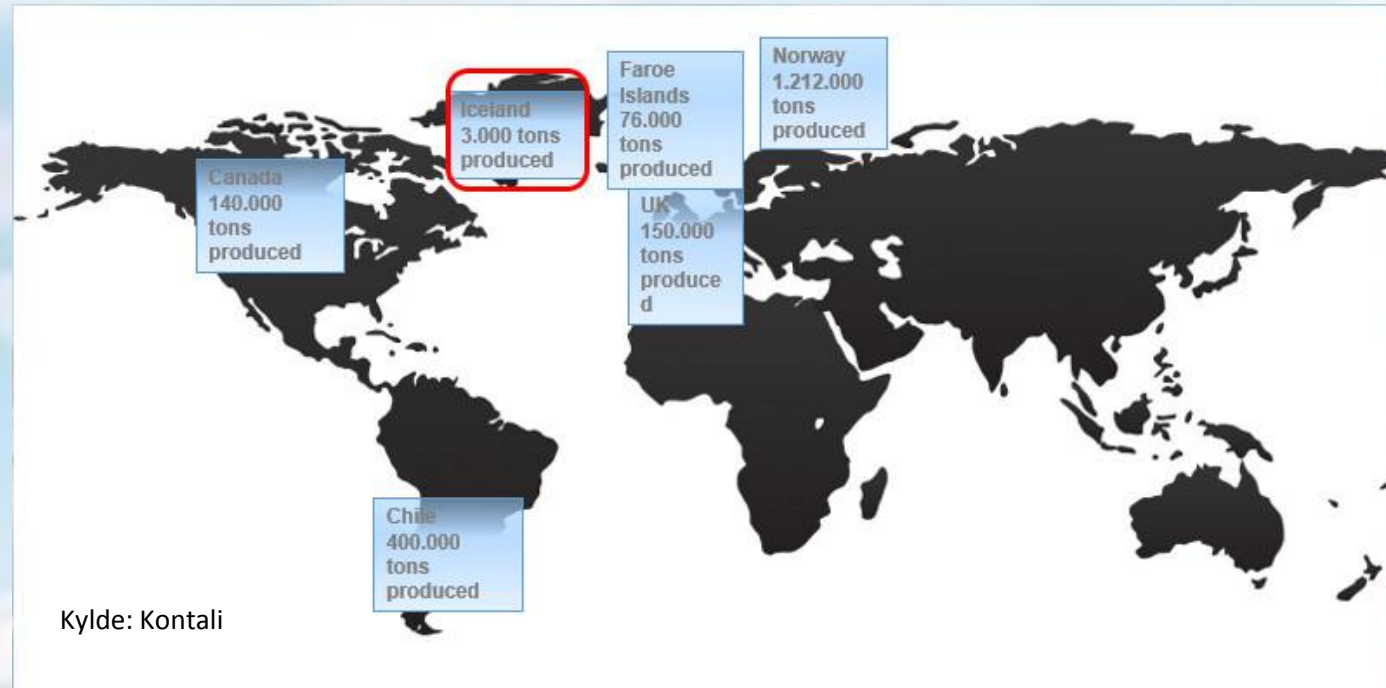 Norway
1.212.000
tons
produced
Faroe
Islands
76.000
tons
produced
Iceland
3.000 tons
produced
Canada
140.000
tons
produced
UK
150.000
tons
produce
d
Chile
400.000
tons
produced
Kylde: Kontali